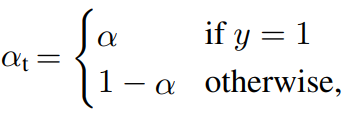 αt = { α if y = 1
1 − α otherwise,